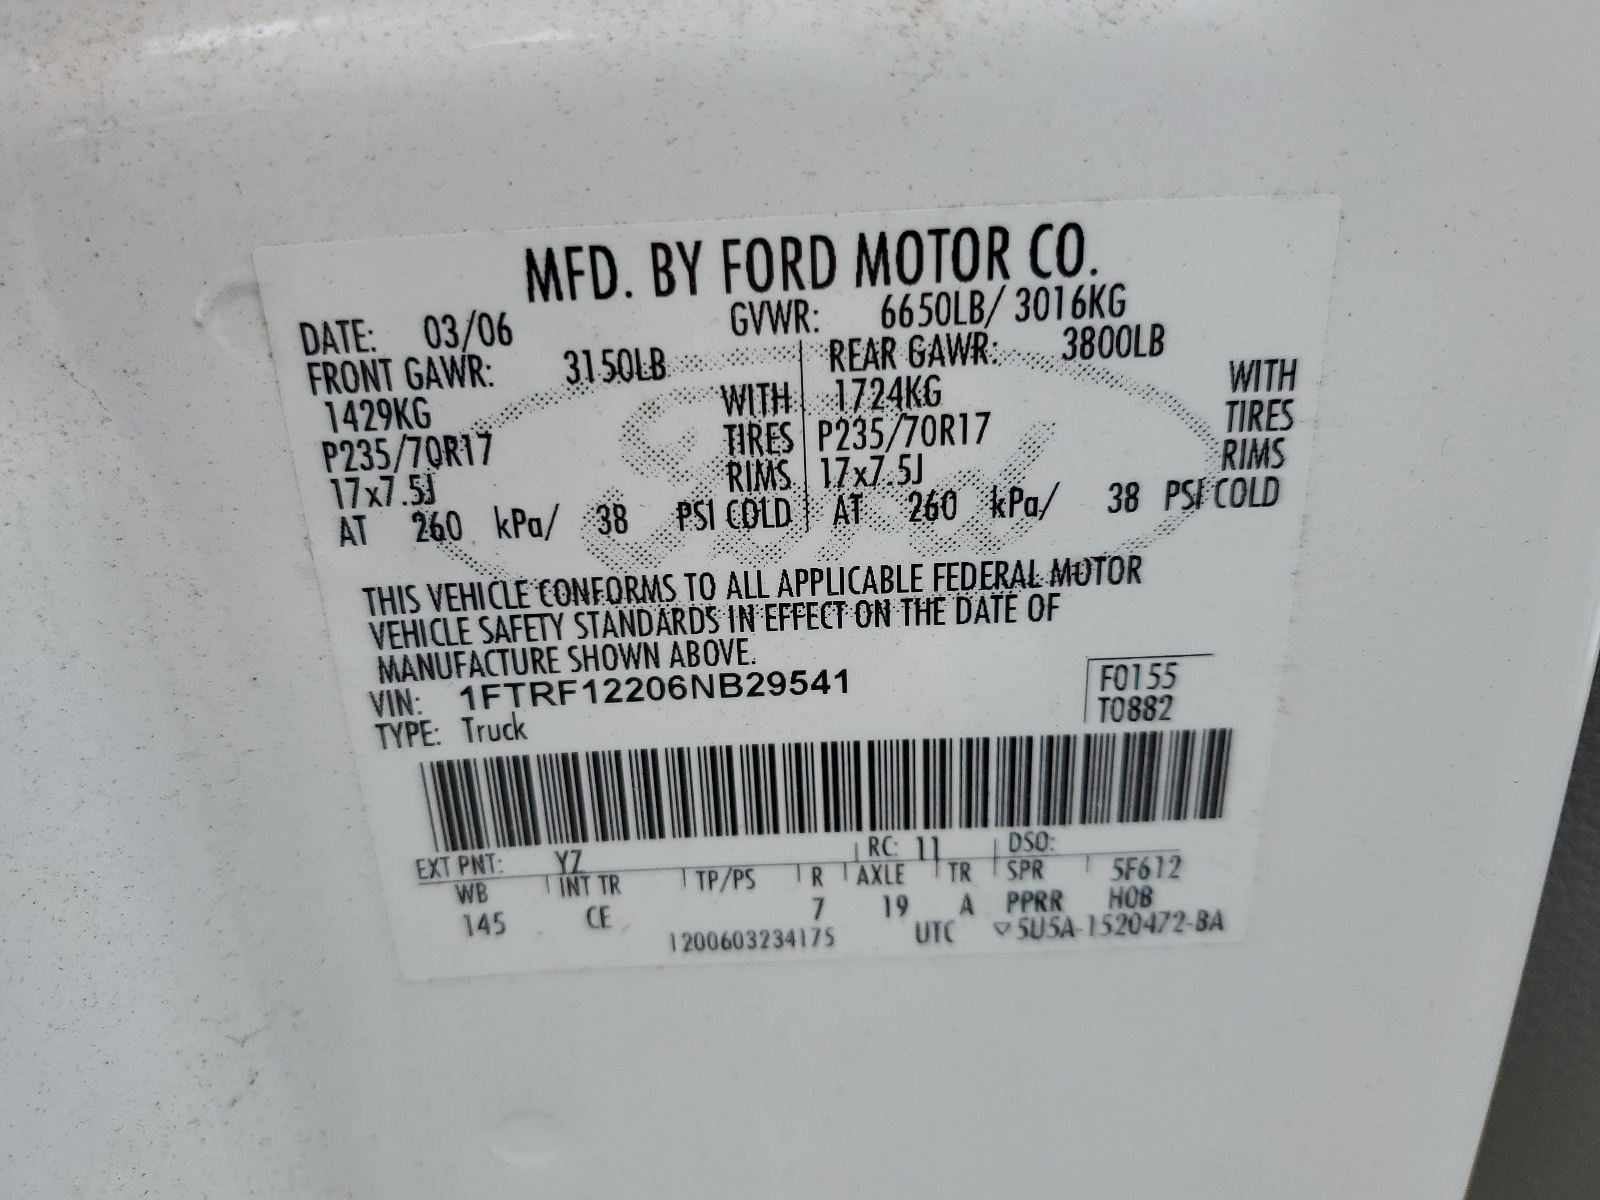 MFD. BY FORD MOTOR CO.
DATE: 03/06 GVWR: 6650LB/ 3016KG
FRONT GAWR: 3150LB REAR GAWR: 3800LB
1429KG WITH 1724KG WITH
P235/70R17 TIRES P235/70R17 TIRES
17x7.5J RIMS 17x7.5J RIMS
AT 260 kPa/ 38 PSI COLD AT 260 kPa/ 38 PSI COLD
THIS VEHICLE CONFORMS TO ALL APPLICABLE FEDERAL MOTOR
VEHICLE SAFETY STANDARDS IN EFFECT ON THE DATE OF
MANUFACTURE SHOWN ABOVE.
VIN: 1FTRF12206NB29541 F0155
TYPE: Truck T0882
EXT PNT: YZ RC: 11 DSO:
WB INT TR TP/PS R AXLE TR SPR 5F612
145 CE 7 19 A PPRR HOB
1200603234175 UTC ▽5U5A-1520472-BA